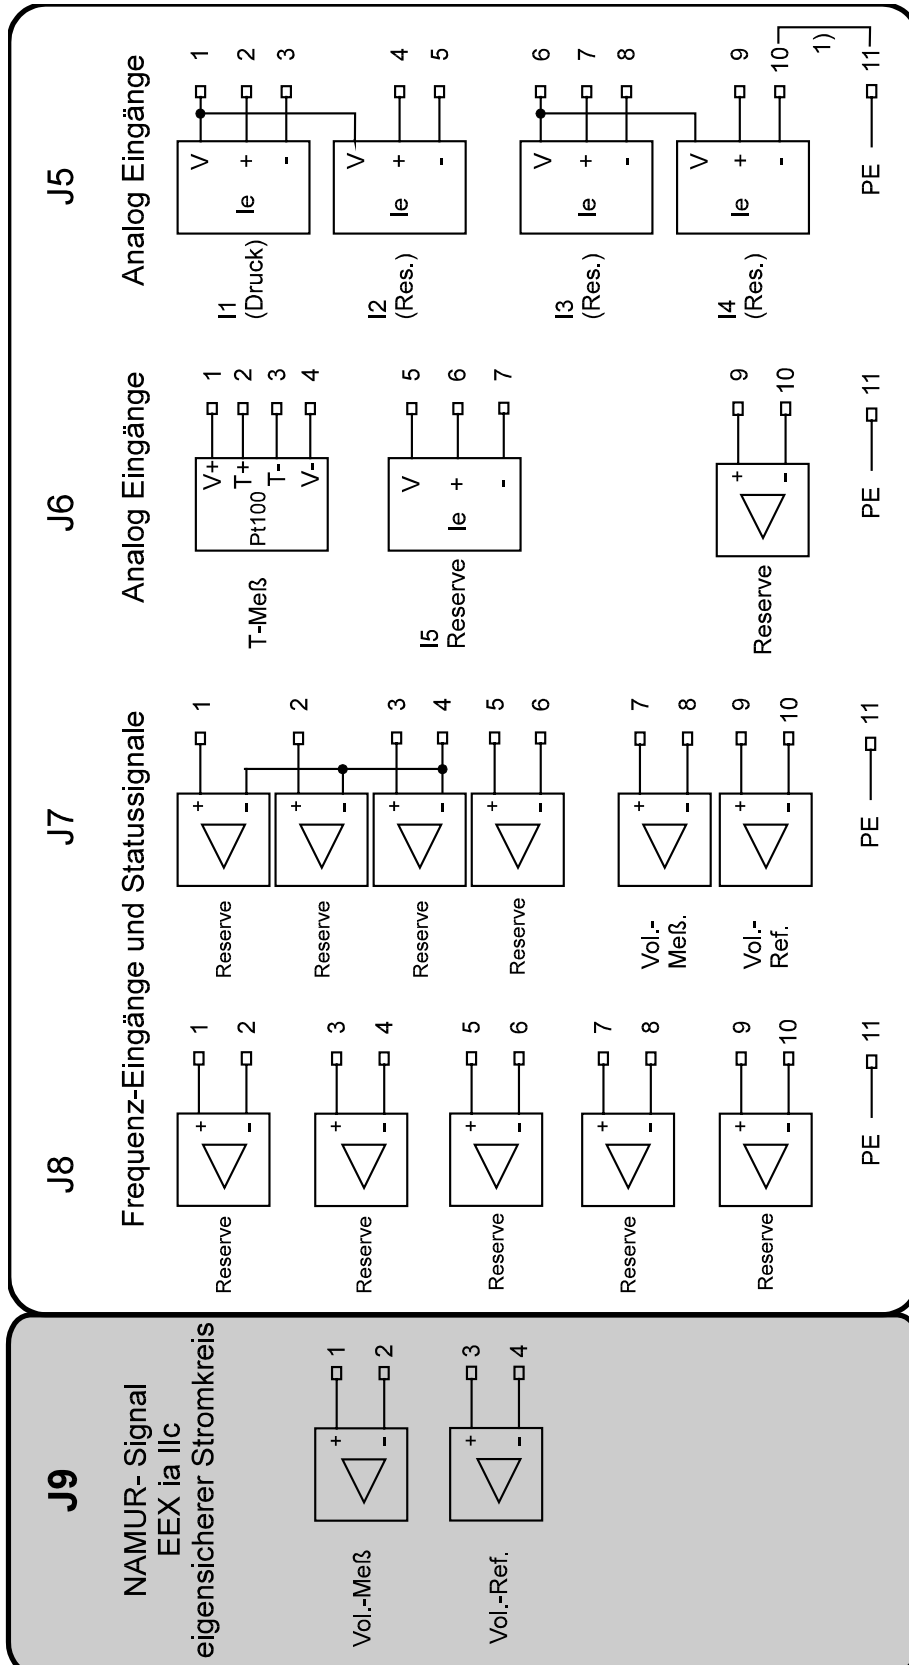 J9
NAMUR- Signal
EEX ia IIc
eigensicherer Stromkreis
Vol.-Meß
+
-
1
2
Vol.-Ref.
+
-
3
4
J8
J7
Frequenz-Eingänge und Statussignale
Reserve
+
-
1
2
Reserve
+
-
3
4
Reserve
+
-
5
6
Reserve
+
-
7
8
Reserve
+
-
9
10
PE
11
Reserve
+
-
1
Reserve
+
-
2
Reserve
+
-
3
4
Reserve
+
-
5
6
Vol.-
Meß.
+
-
7
8
Vol.-
Ref.
+
-
9
10
PE
11
J6
Analog Eingänge
T-Meß
Pt100
V+
T+
T-
V-
1
2
3
4
I5
Reserve
Ie
V
+
-
5
6
7
Reserve
+
-
9
10
PE
11
J5
Analog Eingänge
I1
(Druck)
Ie
V
+
-
1
2
3
I2
(Res.)
Ie
V
+
-
4
5
I3
(Res.)
Ie
V
+
-
6
7
8
I4
(Res.)
Ie
V
+
-
9
10
1)
PE
11